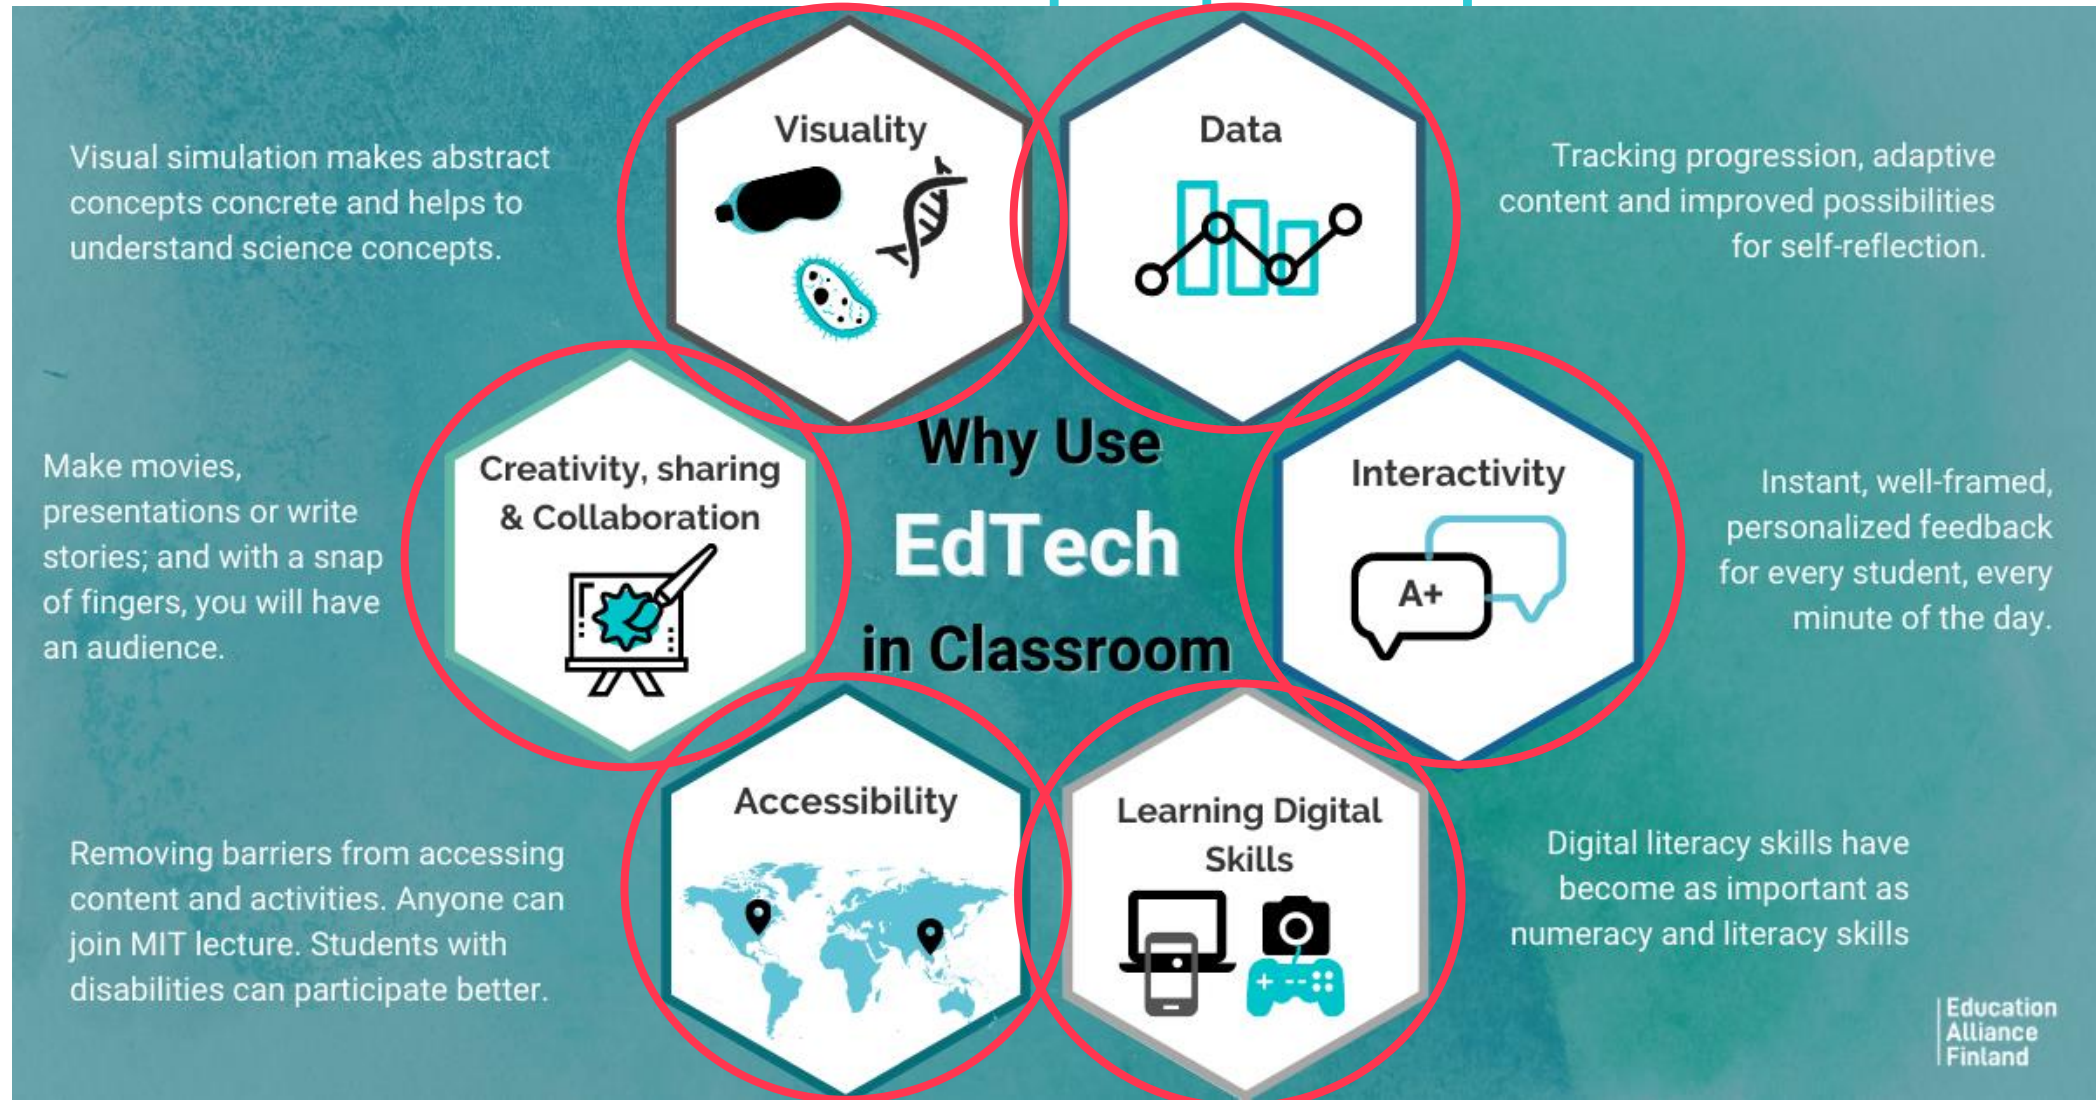 Visuality
Visual simulation makes abstract
concepts concrete and helps to
understand science concepts.
Data
Tracking progression, adaptive
content and improved possibilities
for self-reflection.
Creativity, sharing
& Collaboration
Make movies,
presentations or write
stories; and with a snap
of fingers, you will have
an audience.
Why Use
EdTech
in Classroom
Interactivity
A+
Instant, well-framed,
personalized feedback
for every student, every
minute of the day.
Accessibility
Removing barriers from accessing
content and activities. Anyone can
join MIT lecture. Students with
disabilities can participate better.
Learning Digital
Skills
Digital literacy skills have
become as important as
numeracy and literacy skills
Education
Alliance
Finland